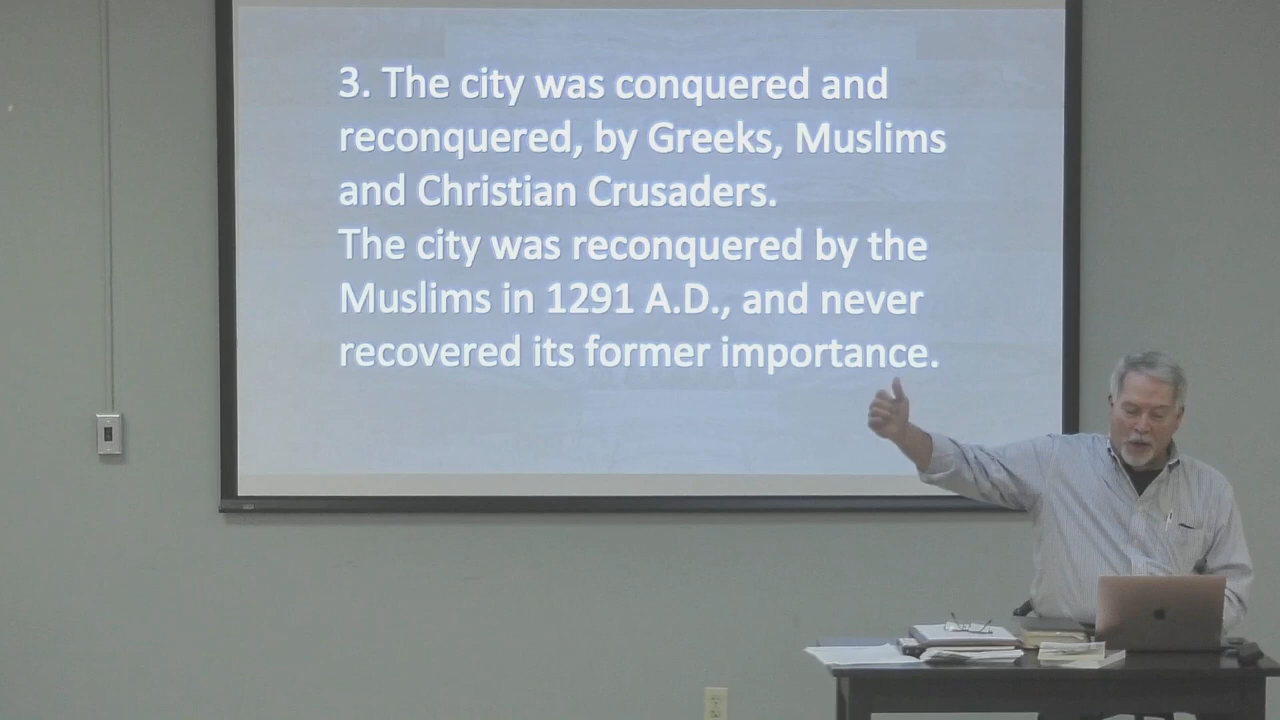 3. The city was conquered and
reconquered, by Greeks, Muslims
and Christian Crusaders.
The city was reconquered by the
Muslims in 1291 A.D., and never
recovered its former importance.